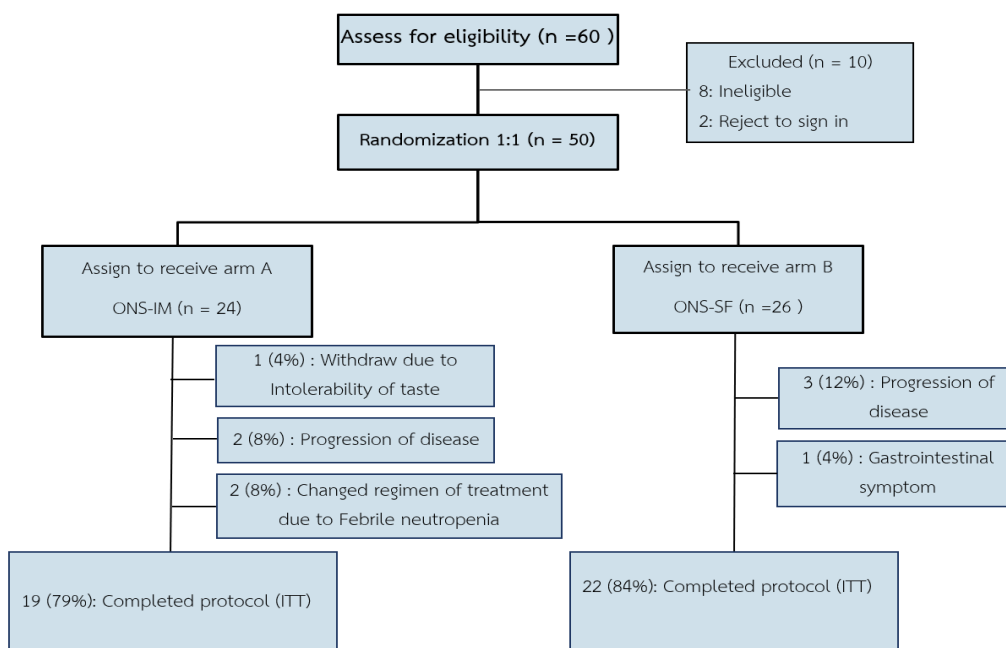 Assess for eligibility (n =60 )
Excluded (n = 10)
8: Ineligible
2: Reject to sign in
Randomization 1:1 (n = 50)
Assign to receive arm A
ONS-IM (n = 24)
Assign to receive arm B
ONS-SF (n =26 )
1 (4%) : Withdraw due to
Intolerability of taste
2 (8%) : Progression of disease
2 (8%) : Changed regimen of treatment
due to Febrile neutropenia
3 (12%) : Progression of
disease
1 (4%) : Gastrointestinal
symptom
19 (79%): Completed protocol (ITT)
22 (84%): Completed protocol (ITT)